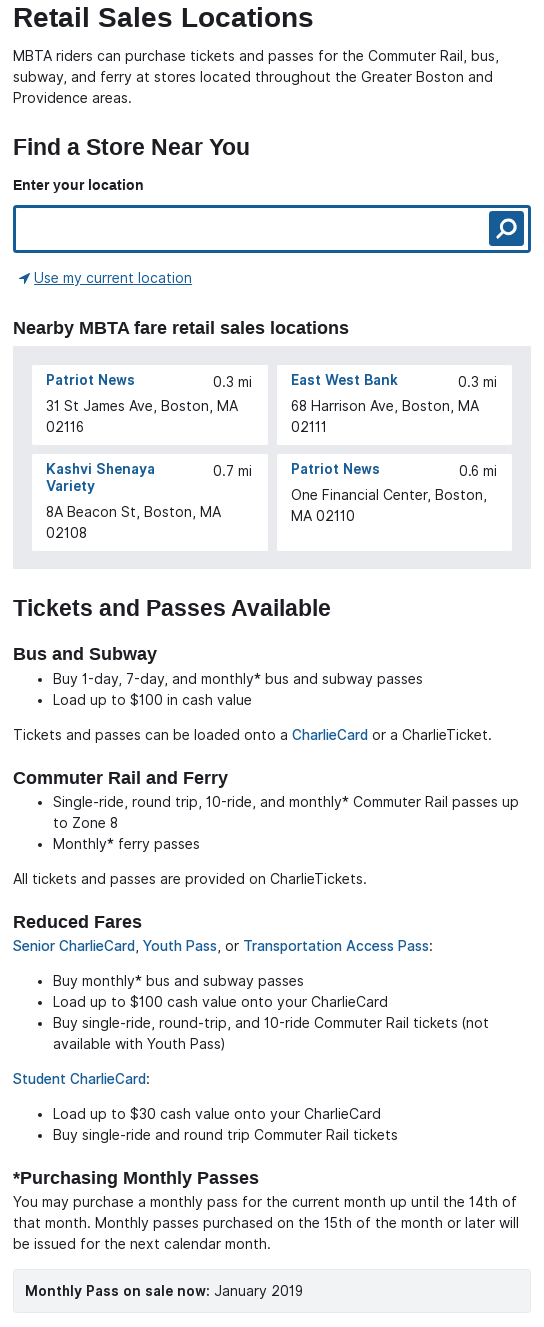 Retail Sales Locations
MBTA riders can purchase tickets and passes for the Commuter Rail, bus,
subway, and ferry at stores located throughout the Greater Boston and
Providence areas.
Find a Store Near You
Enter your location
Use my current location
Nearby MBTA fare retail sales locations
Patriot News 0.3 mi
31 St James Ave, Boston, MA
02116
East West Bank 0.3 mi
68 Harrison Ave, Boston, MA
02111
Kashvi Shenaya 0.7 mi
Variety
8A Beacon St, Boston, MA
02108
Patriot News 0.6 mi
One Financial Center, Boston,
MA 02110
Tickets and Passes Available
Bus and Subway
• Buy 1-day, 7-day, and monthly* bus and subway passes
• Load up to $100 in cash value
Tickets and passes can be loaded onto a CharlieCard or a CharlieTicket.
Commuter Rail and Ferry
• Single-ride, round trip, 10-ride, and monthly* Commuter Rail passes up
to Zone 8
• Monthly* ferry passes
All tickets and passes are provided on CharlieTickets.
Reduced Fares
Senior CharlieCard, Youth Pass, or Transportation Access Pass:
• Buy monthly* bus and subway passes
• Load up to $100 cash value onto your CharlieCard
• Buy single-ride, round-trip, and 10-ride Commuter Rail tickets (not
available with Youth Pass)
Student CharlieCard:
• Load up to $30 cash value onto your CharlieCard
• Buy single-ride and round trip Commuter Rail tickets
*Purchasing Monthly Passes
You may purchase a monthly pass for the current month up until the 14th of
that month. Monthly passes purchased on the 15th of the month or later will
be issued for the next calendar month.
Monthly Pass on sale now: January 2019